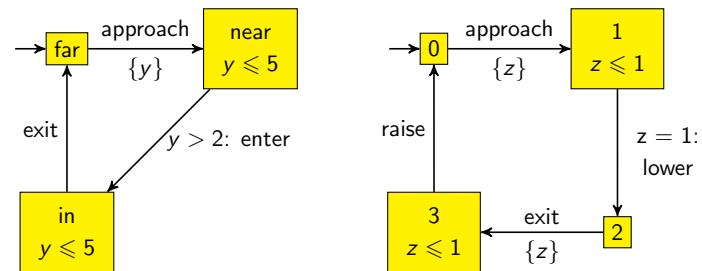 far
approach
{y}
near
y ⩽ 5
exit
y > 2: enter
in
y ⩽ 5
0
approach
{z}
1
z ⩽ 1
raise
z = 1:
lower
3
z ⩽ 1
exit
{z}
2